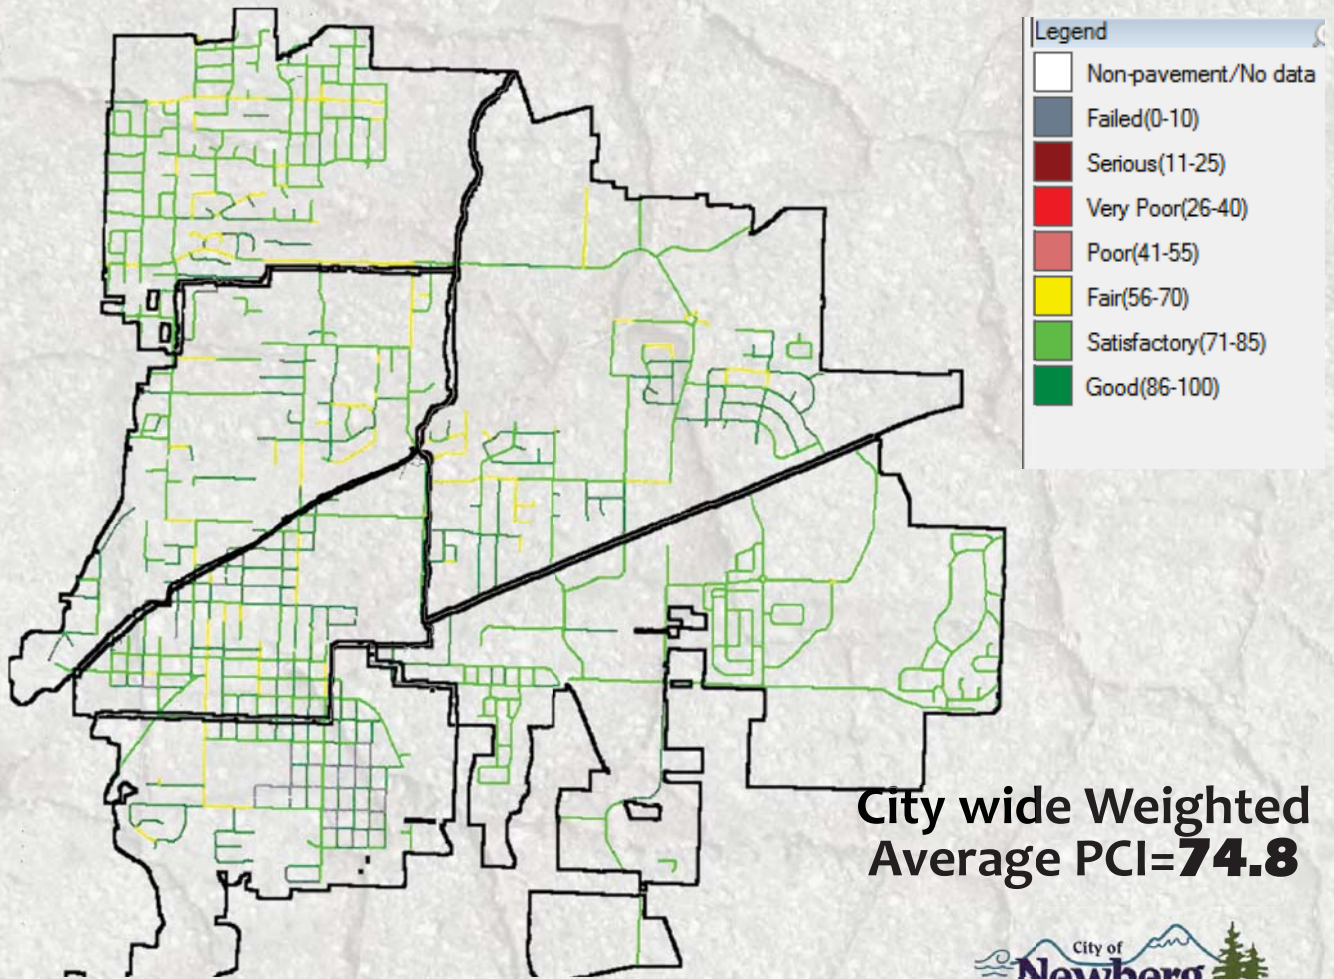 Legend
Non-pavement/No data
Failed(0-10)
Serious(11-25)
Very Poor(26-40)
Poor(41-55)
Fair(56-70)
Satisfactory(71-85)
Good(86-100)
City wide Weighted
Average PCI=74.8
City of
Newberg